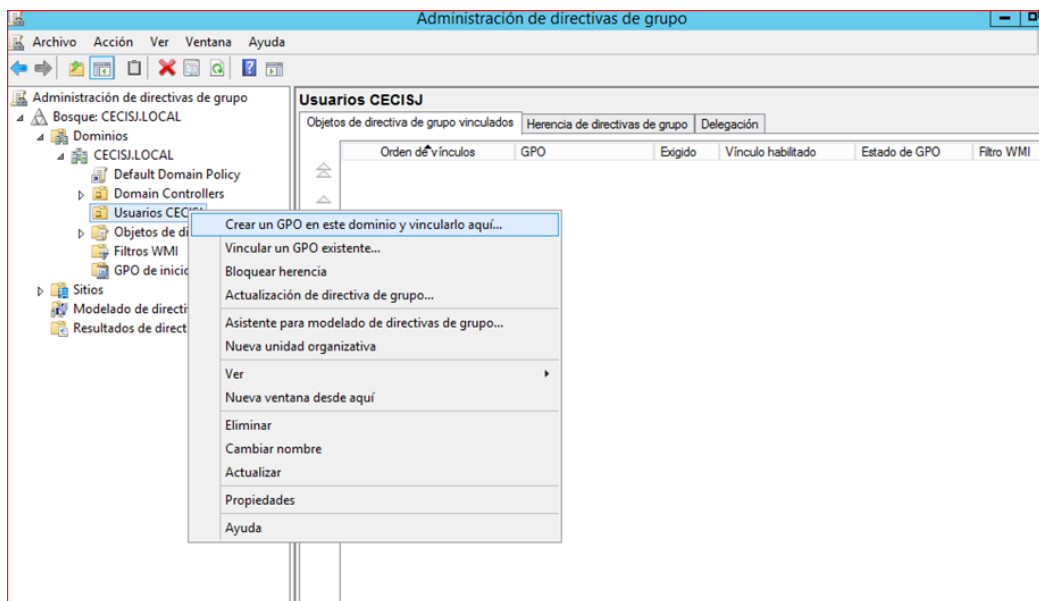 Administración de directivas de grupo
Archivo Acción Ver Ventana Ayuda
Administración de directivas de grupo
Bosque: CECISJ.LOCAL
Dominios
CECISJ.LOCAL
Default Domain Policy
Domain Controllers
Usuarios CECISJ
Objetos de di
Filtros WMI
GPO de inicio
Sitios
Modelado de directi
Resultados de direct
Usuarios CECISJ
Objetos de directiva de grupo vinculados Herencia de directivas de grupo Delegación
Orden de vínculos GPO Exigido Vínculo habilitado Estado de GPO Filtro WMI
Crear un GPO en este dominio y vincularlo aquí...
Vincular un GPO existente...
Bloquear herencia
Actualización de directiva de grupo...
Asistente para modelado de directivas de grupo...
Nueva unidad organizativa
Ver
Nueva ventana desde aquí
Eliminar
Cambiar nombre
Actualizar
Propiedades
Ayuda